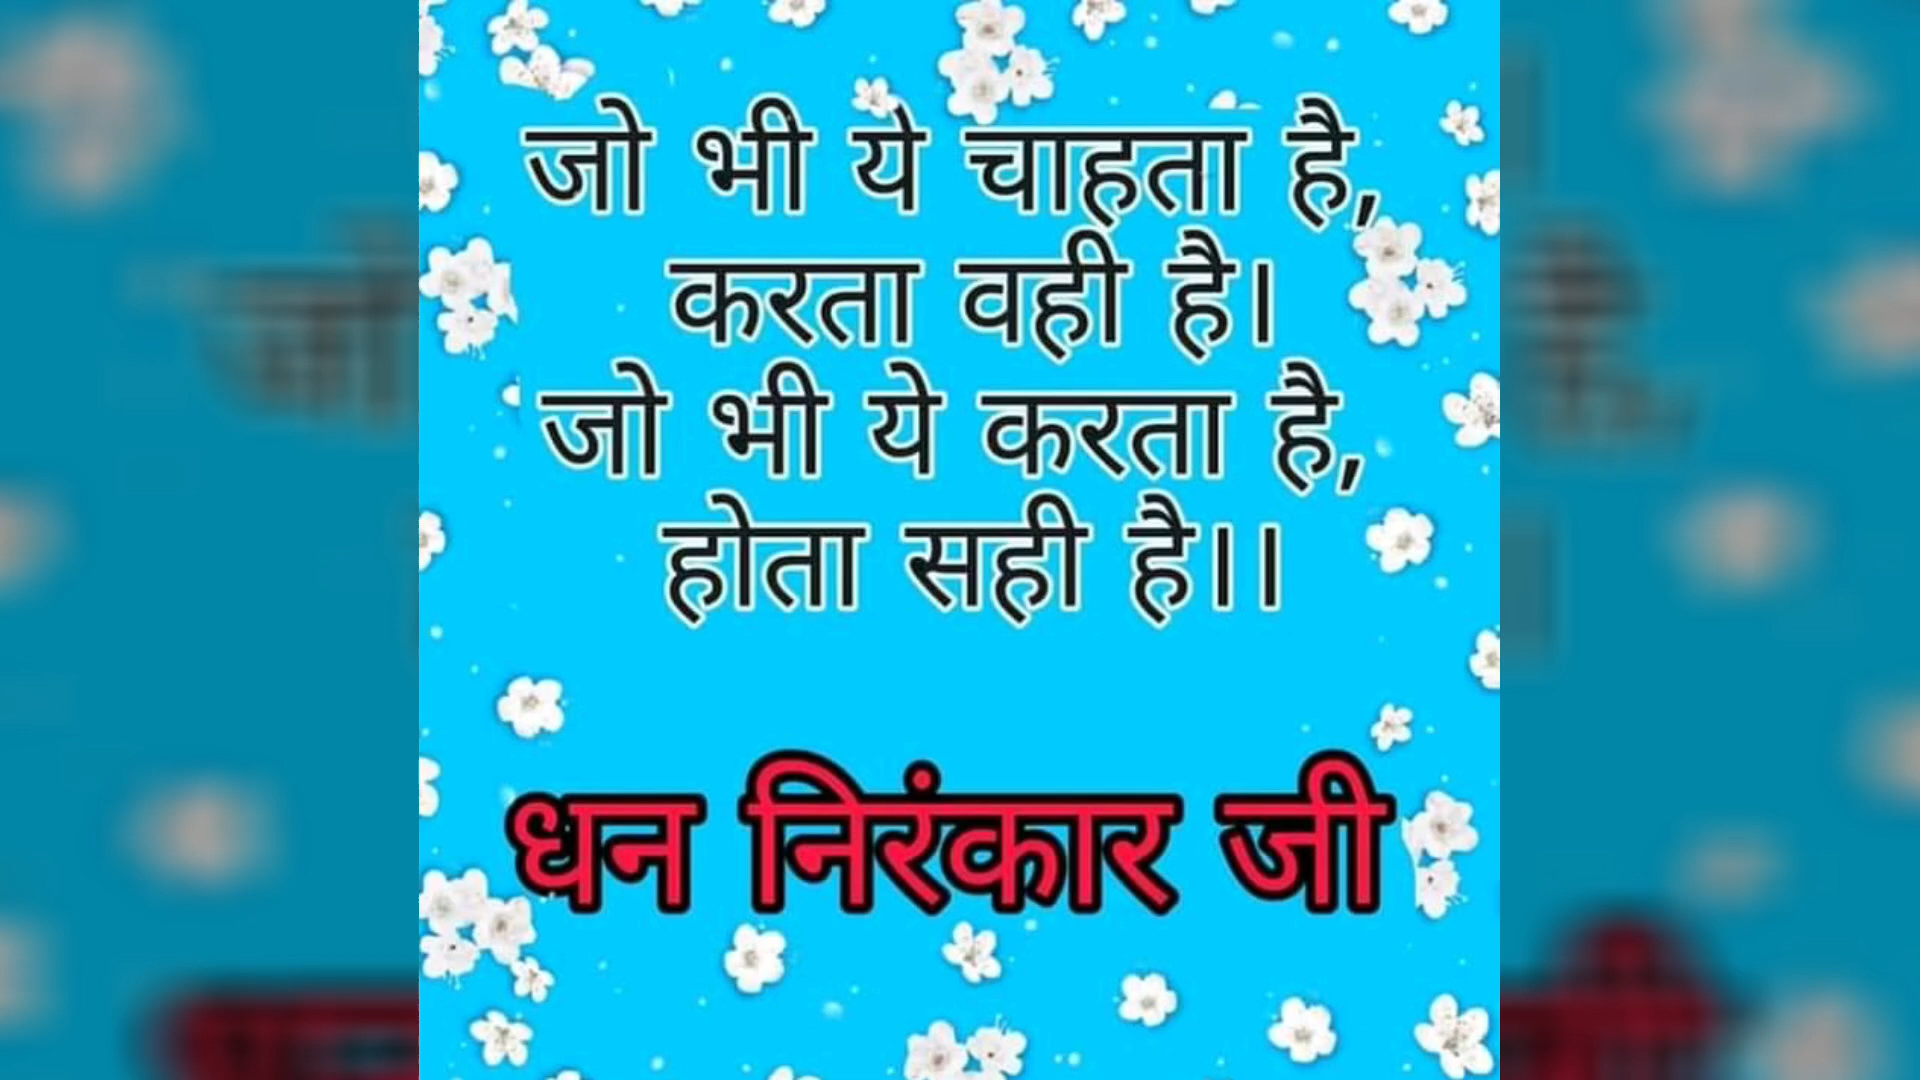 जो भी ये चाहता है,
करता वही है।
जो भी ये करता है,
होता सही है।।
धन निरंकार जी